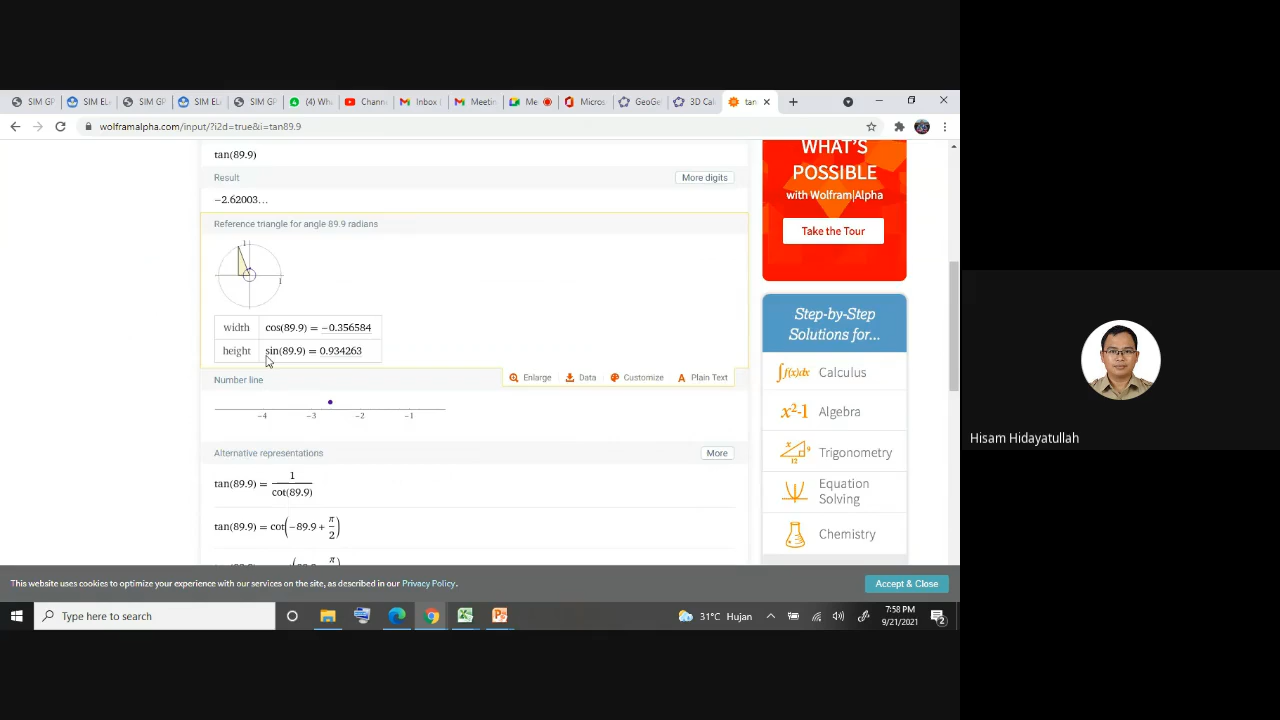 SIM GP
SIM EL
SIM GP
SIM EL
SIM GP
(4) Wh
Chann
Inbox (
Meetin
Me
Micros
GeoGe
3D Cal
tan
wolframalpha.com/input/?i2d=true&i=tan89.9
tan(89.9)
Result
More digits
−2.62003...
Reference triangle for angle 89.9 radians
1
1
width cos(89.9) = −0.356584
height sin(89.9) = 0.934263
Enlarge Data Customize Plain Text
Number line
−4 −3 −2 −1
Alternative representations
More
tan(89.9) = 1/cot(89.9)
tan(89.9) = cot(−89.9 + π/2)
WHAT'S
POSSIBLE
with Wolfram|Alpha
Take the Tour
Step-by-Step
Solutions for...
∫f(x)dx Calculus
x²-1 Algebra
x 9 12 Trigonometry
Equation
Solving
Chemistry
This website uses cookies to optimize your experience with our services on the site, as described in our Privacy Policy.
Accept & Close
Type here to search
31°C Hujan
7:58 PM
9/21/2021
2
Hisam Hidayatullah